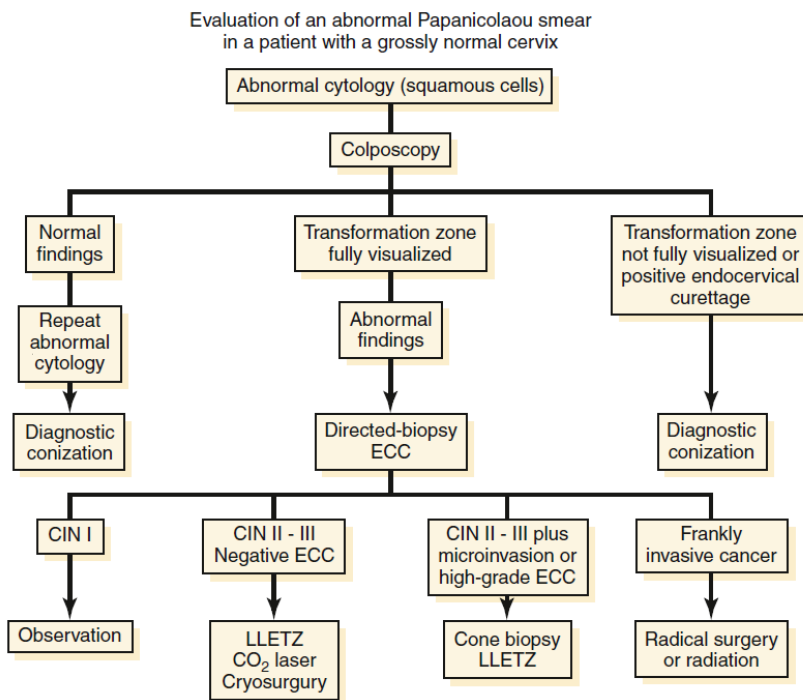 Evaluation of an abnormal Papanicolaou smear
in a patient with a grossly normal cervix
Abnormal cytology (squamous cells)
Colposcopy
Normal
findings
Transformation zone
fully visualized
Transformation zone
not fully visualized or
positive endocervical
curettage
Repeat
abnormal
cytology
Abnormal
findings
Diagnostic
conization
Directed-biopsy
ECC
Diagnostic
conization
CIN I
CIN II - III
Negative ECC
CIN II - III plus
microinvasion or
high-grade ECC
Frankly
invasive cancer
Observation
LLETZ
CO₂ laser
Cryosurgury
Cone biopsy
LLETZ
Radical surgery
or radiation